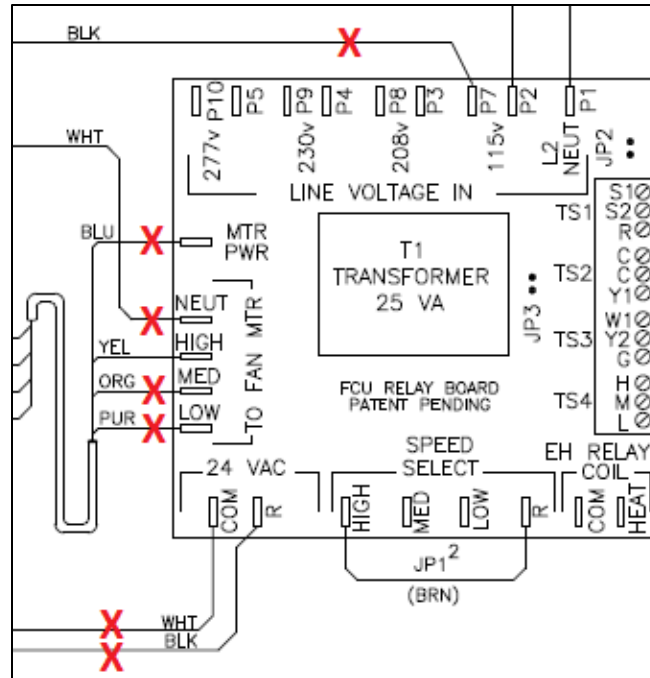 BLK
X
P10 P5 P9 P4 P8 P3 P7 P2 P1
277v 230v 208v 115v L2 NEUT JP2
WHT
LINE VOLTAGE IN
BLU X MTR PWR
T1
TRANSFORMER
25 VA
JP3
TS1 S1 S2 R
TS2 C C Y1
TS3 W1 Y2 G
TS4 H M L
X NEUT
YEL HIGH
ORG X MED
PUR X LOW
TO FAN MTR
FCU RELAY BOARD
PATENT PENDING
24 VAC
COM R
SPEED
SELECT
HIGH MED LOW R
EH RELAY
COIL
COM HEAT
JP1 2
(BRN)
X WHT
X BLK